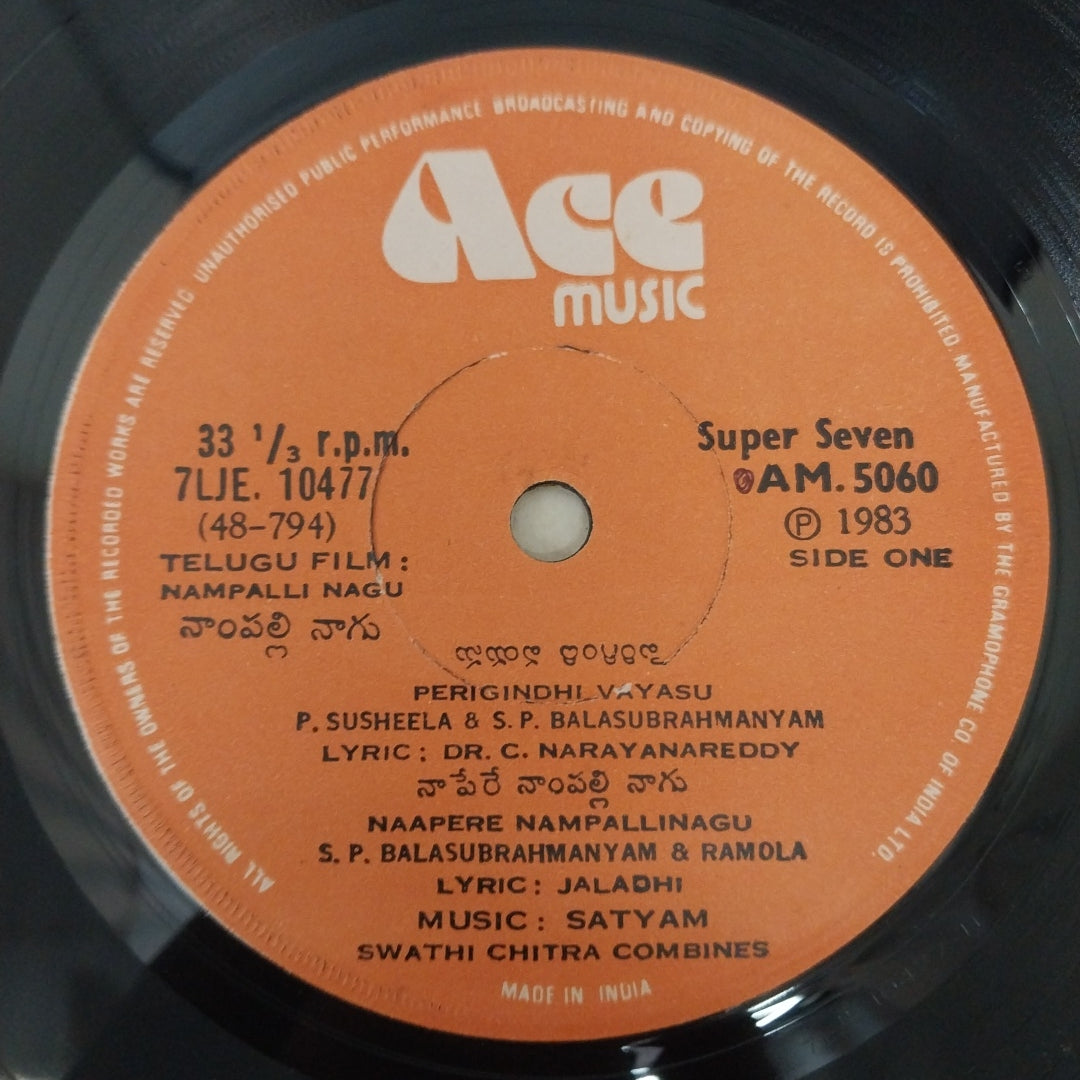 ALL RIGHTS OF THE OWNERS OF THE RECORDED WORKS ARE RESERVED UNAUTHORISED PUBLIC PERFORMANCE BROADCASTING AND COPYING OF THE RECORD IS PROHIBITED. MANUFACTURED BY THE GRAMOPHONE CO. OF INDIA LTD.
Ace
MUSIC
33 1/3 r.p.m.
7LJE. 10477
(48-794)
TELUGU FILM :
NAMPALLI NAGU
నాంపల్లి నాగు
Super Seven
AM. 5060
℗ 1983
SIDE ONE
PERIGINDHI VAYASU
P. SUSHEELA & S. P. BALASUBRAHMANYAM
LYRIC : DR. C. NARAYANAREDDY
నా పేరే నాంపల్లి నాగు
NAAPERE NAMPALLINAGU
S. P. BALASUBRAHMANYAM & RAMOLA
LYRIC : JALADHI
MUSIC : SATYAM
SWATHI CHITRA COMBINES
MADE IN INDIA